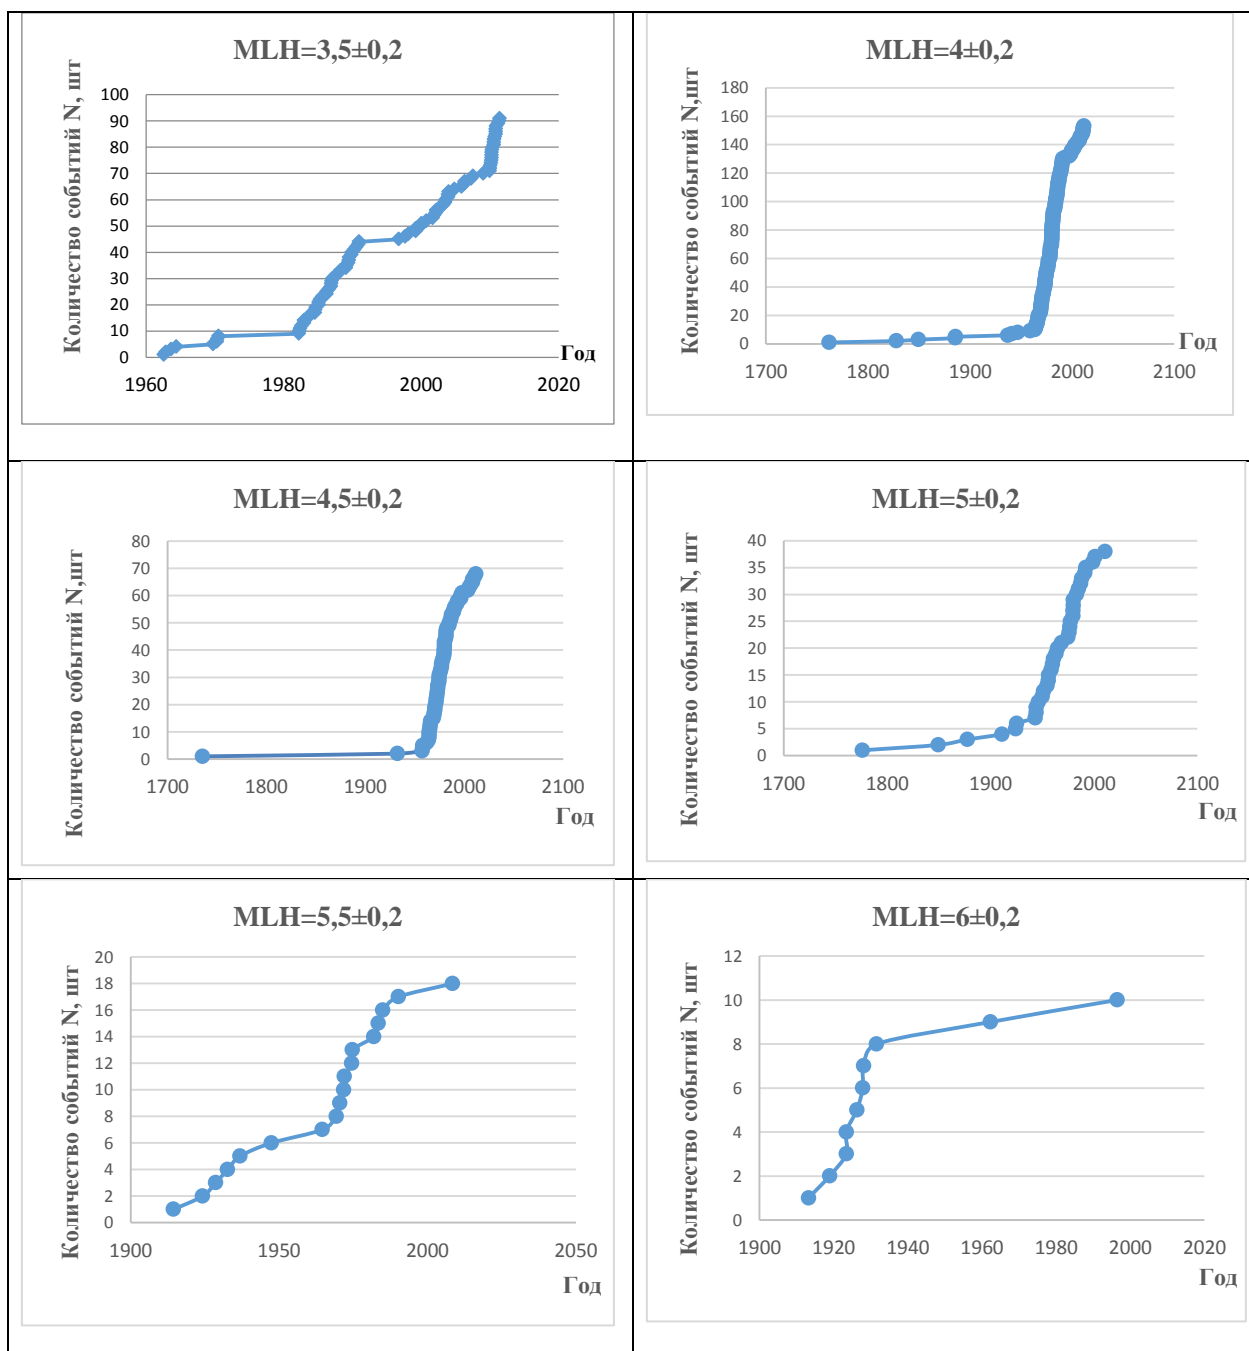 MLH=3,5±0,2
Количество событий N, шт
100
90
80
70
60
50
40
30
20
10
0
1960 1980 2000 2020
Год
MLH=4±0,2
Количество событий N,шт
180
160
140
120
100
80
60
40
20
0
1700 1800 1900 2000 2100
Год
MLH=4,5±0,2
Количество событий N,шт
80
70
60
50
40
30
20
10
0
1700 1800 1900 2000 2100
Год
MLH=5±0,2
Количество событий N, шт
40
35
30
25
20
15
10
5
0
1700 1800 1900 2000 2100
Год
MLH=5,5±0,2
Количество событий N, шт
20
18
16
14
12
10
8
6
4
2
0
1900 1950 2000 2050
Год
MLH=6±0,2
Количество событий N, шт
12
10
8
6
4
2
0
1900 1920 1940 1960 1980 2000 2020
Год